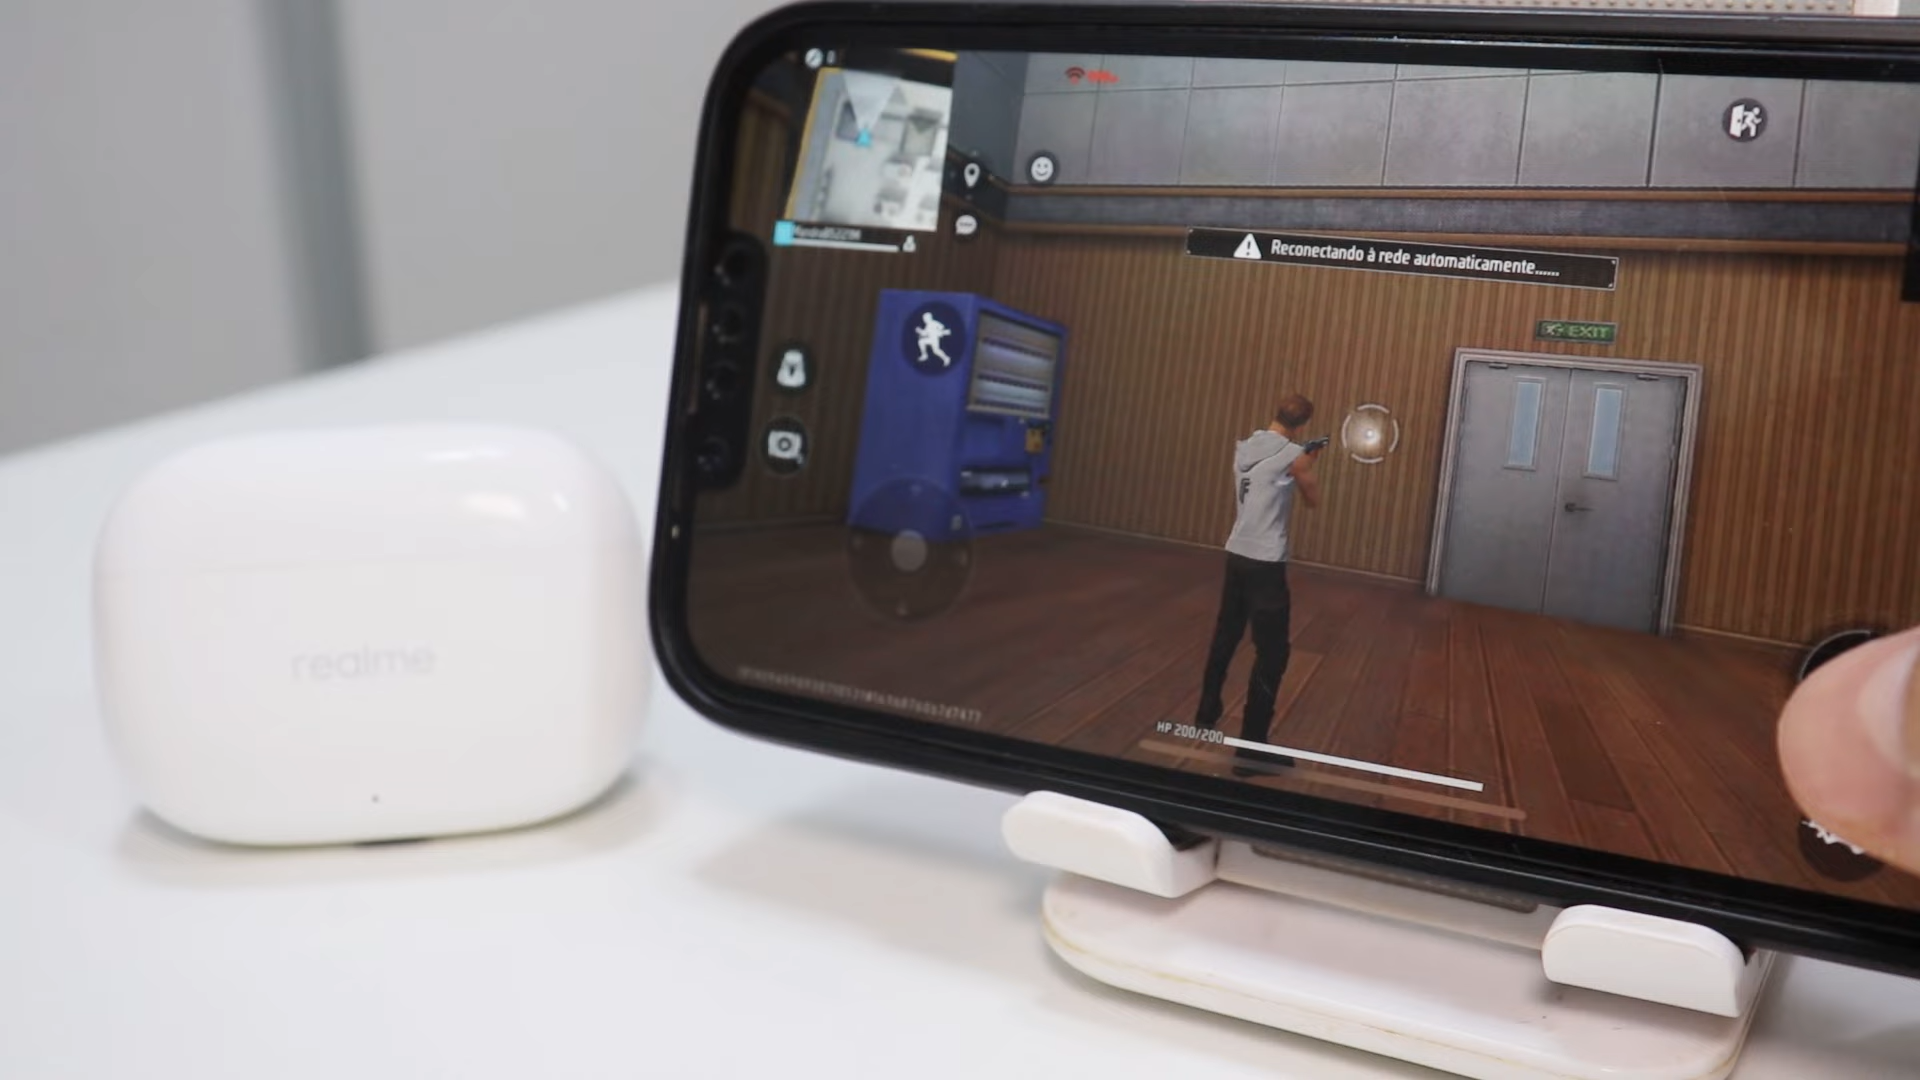 Reconectando à rede automaticamente......
EXIT
realme
HP 200/200